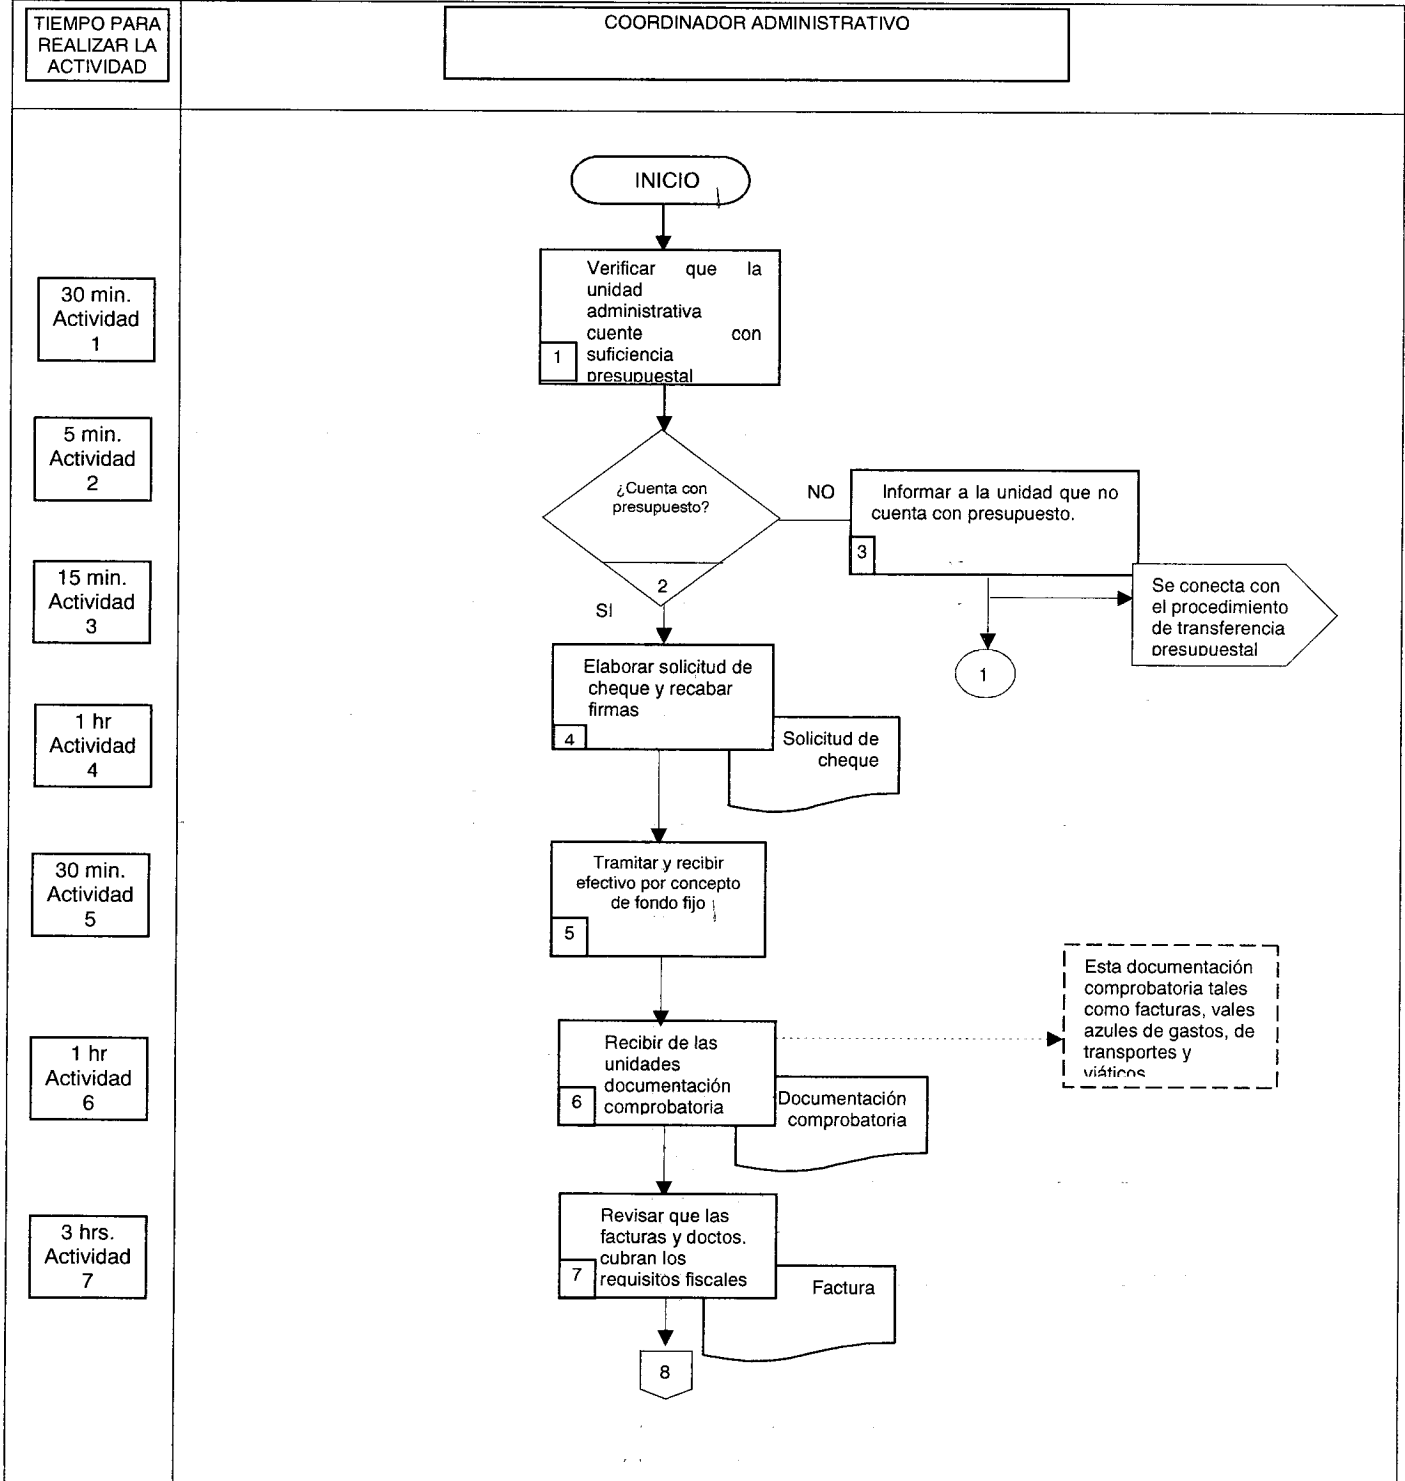 TIEMPO PARA
REALIZAR LA
ACTIVIDAD
COORDINADOR ADMINISTRATIVO
INICIO
30 min.
Actividad
1
Verificar que la
unidad
administrativa
cuente con
suficiencia
presupuestal
1
5 min.
Actividad
2
¿Cuenta con
presupuesto?
2
NO
SI
Informar a la unidad que no
cuenta con presupuesto.
3
15 min.
Actividad
3
Se conecta con
el procedimiento
de transferencia
presupuestal
1
Elaborar solicitud de
cheque y recabar
firmas
4
Solicitud de
cheque
1 hr
Actividad
4
Tramitar y recibir
efectivo por concepto
de fondo fijo
5
30 min.
Actividad
5
Esta documentación
comprobatoria tales
como facturas, vales
azules de gastos, de
transportes y
viáticos
1 hr
Actividad
6
Recibir de las
unidades
documentación
comprobatoria
6
Documentación
comprobatoria
3 hrs.
Actividad
7
Revisar que las
facturas y doctos.
cubran los
requisitos fiscales
7
Factura
8